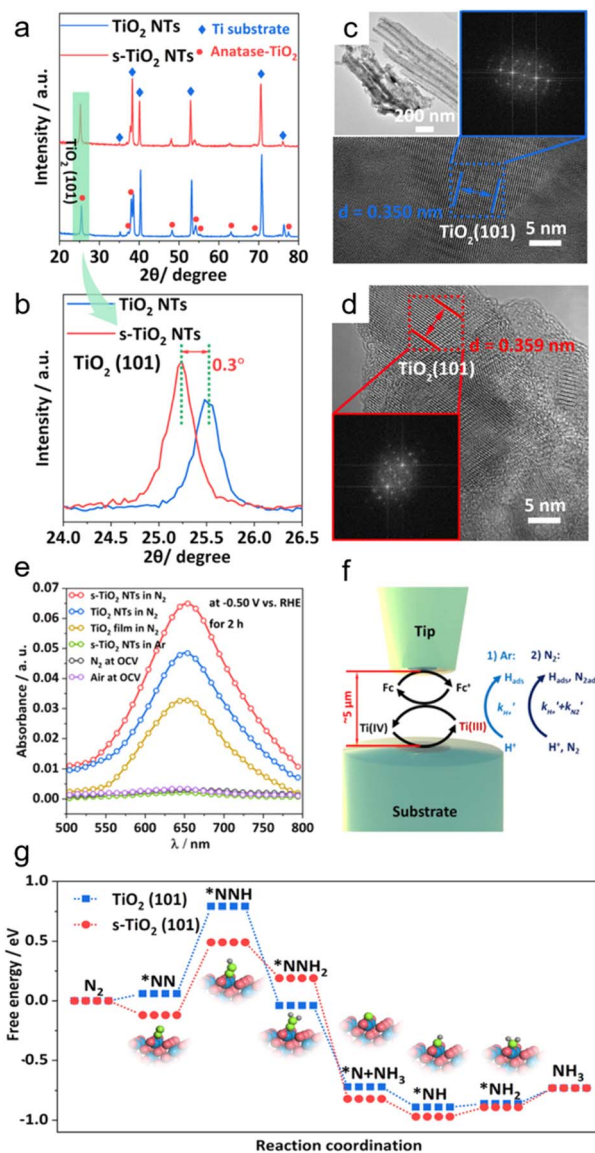 a
TiO2 NTs
s-TiO2 NTs
Ti substrate
Anatase-TiO2
Intensity / a.u.
TiO2 (101)
20 30 40 50 60 70 80
2θ/ degree
b
TiO2 NTs
s-TiO2 NTs
TiO2 (101)
0.3°
Intensity / a.u.
24.0 24.5 25.0 25.5 26.0 26.5
2θ/ degree
c
200 nm
d = 0.350 nm
TiO2(101)
5 nm
d
d = 0.359 nm
TiO2(101)
5 nm
e
s-TiO2 NTs in N2
TiO2 NTs in N2
TiO2 film in N2
s-TiO2 NTs in Ar
N2 at OCV
Air at OCV
at -0.50 V vs. RHE
for 2 h
Absorbance / a. u.
0.07
0.06
0.05
0.04
0.03
0.02
0.01
0.00
500 550 600 650 700 750 800
λ / nm
f
Tip
~5 μm
Fc
Fc+
Ti(IV)
Ti(III)
Substrate
1) Ar:
Hads
kH+'
H+
2) N2:
Hads, N2ads
kH+'+kN2'
H+, N2
g
TiO2 (101)
s-TiO2 (101)
Free energy / eV
1.0
0.5
0.0
-0.5
-1.0
N2
*NN
*NNH
*NNH2
*N+NH3
*NH
*NH2
NH3
Reaction coordination